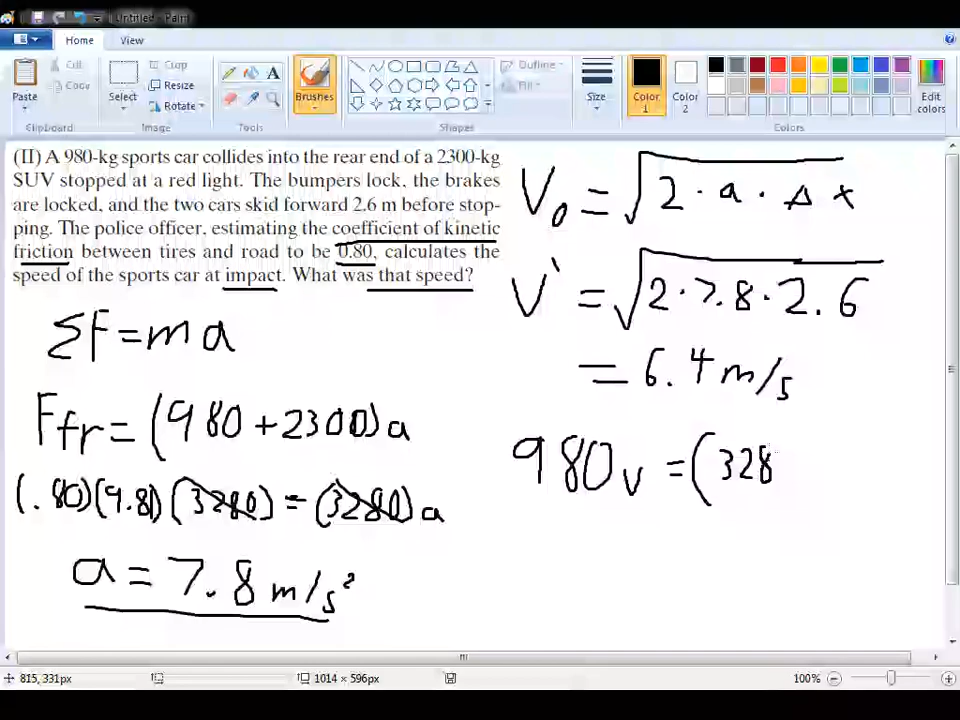 Untitled - Paint
Home View
Paste
Cut
Copy
Clipboard
Select
Crop
Resize
Rotate
Image
Tools
Brushes
Outline
Fill
Shapes
Size
Color 1
Color 2
Edit colors
Colors
(II) A 980-kg sports car collides into the rear end of a 2300-kg
SUV stopped at a red light. The bumpers lock, the brakes
are locked, and the two cars skid forward 2.6 m before stop-
ping. The police officer, estimating the coefficient of kinetic
friction between tires and road to be 0.80, calculates the
speed of the sports car at impact. What was that speed?
ΣF = ma
Ffr = (980 + 2300)a
(.80)(9.8)(3280) = (3280)a
a = 7.8 m/s²
V₀ = √2 · a · Δx
V' = √2 · 7.8 · 2.6
= 6.4 m/s
980v = (328
815, 331px
1014 × 596px
100%